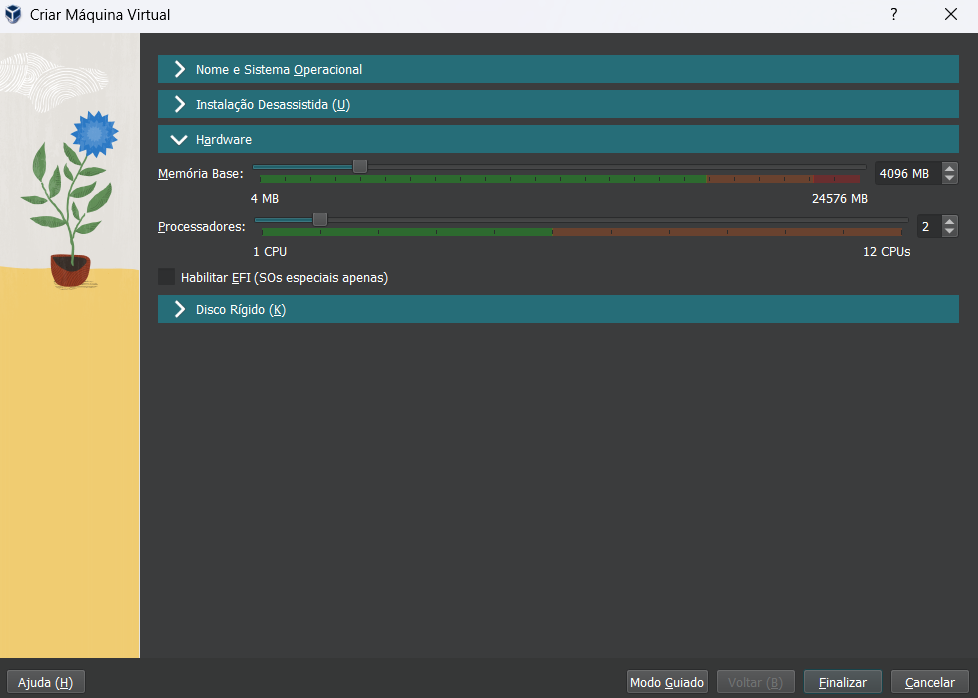 Criar Máquina Virtual
?
Nome e Sistema Operacional
Instalação Desassistida (U)
Hardware
Memória Base:
4096 MB
4 MB
24576 MB
Processadores:
2
1 CPU
12 CPUs
Habilitar EFI (SOs especiais apenas)
Disco Rígido (K)
Ajuda (H)
Modo Guiado
Voltar (B)
Finalizar
Cancelar